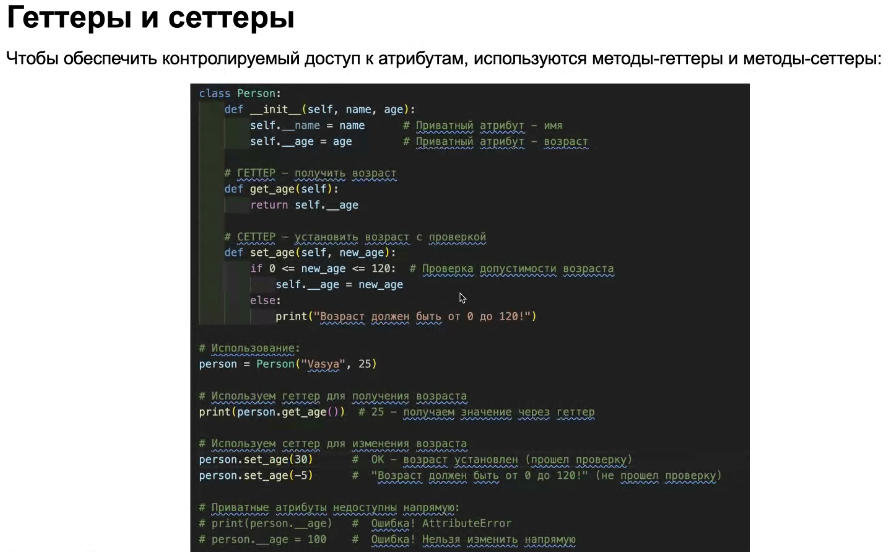 Геттеры и сеттеры
Чтобы обеспечить контролируемый доступ к атрибутам, используются методы-геттеры и методы-сеттеры:
class Person:
    def __init__(self, name, age):
        self.__name = name      # Приватный атрибут – имя
        self.__age = age        # Приватный атрибут – возраст
    # ГЕТТЕР – получить возраст
    def get_age(self):
        return self.__age
    # СЕТТЕР – установить возраст с проверкой
    def set_age(self, new_age):
        if 0 <= new_age <= 120:  # Проверка допустимости возраста
            self.__age = new_age
        else:
            print("Возраст должен быть от 0 до 120!")
# Использование:
person = Person("Vasya", 25)
# Используем геттер для получения возраста
print(person.get_age())  # 25 – получаем значение через геттер
# Используем сеттер для изменения возраста
person.set_age(30)      #  OK – возраст установлен (прошел проверку)
person.set_age(-5)      #  "Возраст должен быть от 0 до 120!" (не прошел проверку)
# Приватные атрибуты недоступны напрямую:
# print(person.__age)   #  Ошибка! AttributeError
# person.__age = 100    #  Ошибка! Нельзя изменить напрямую